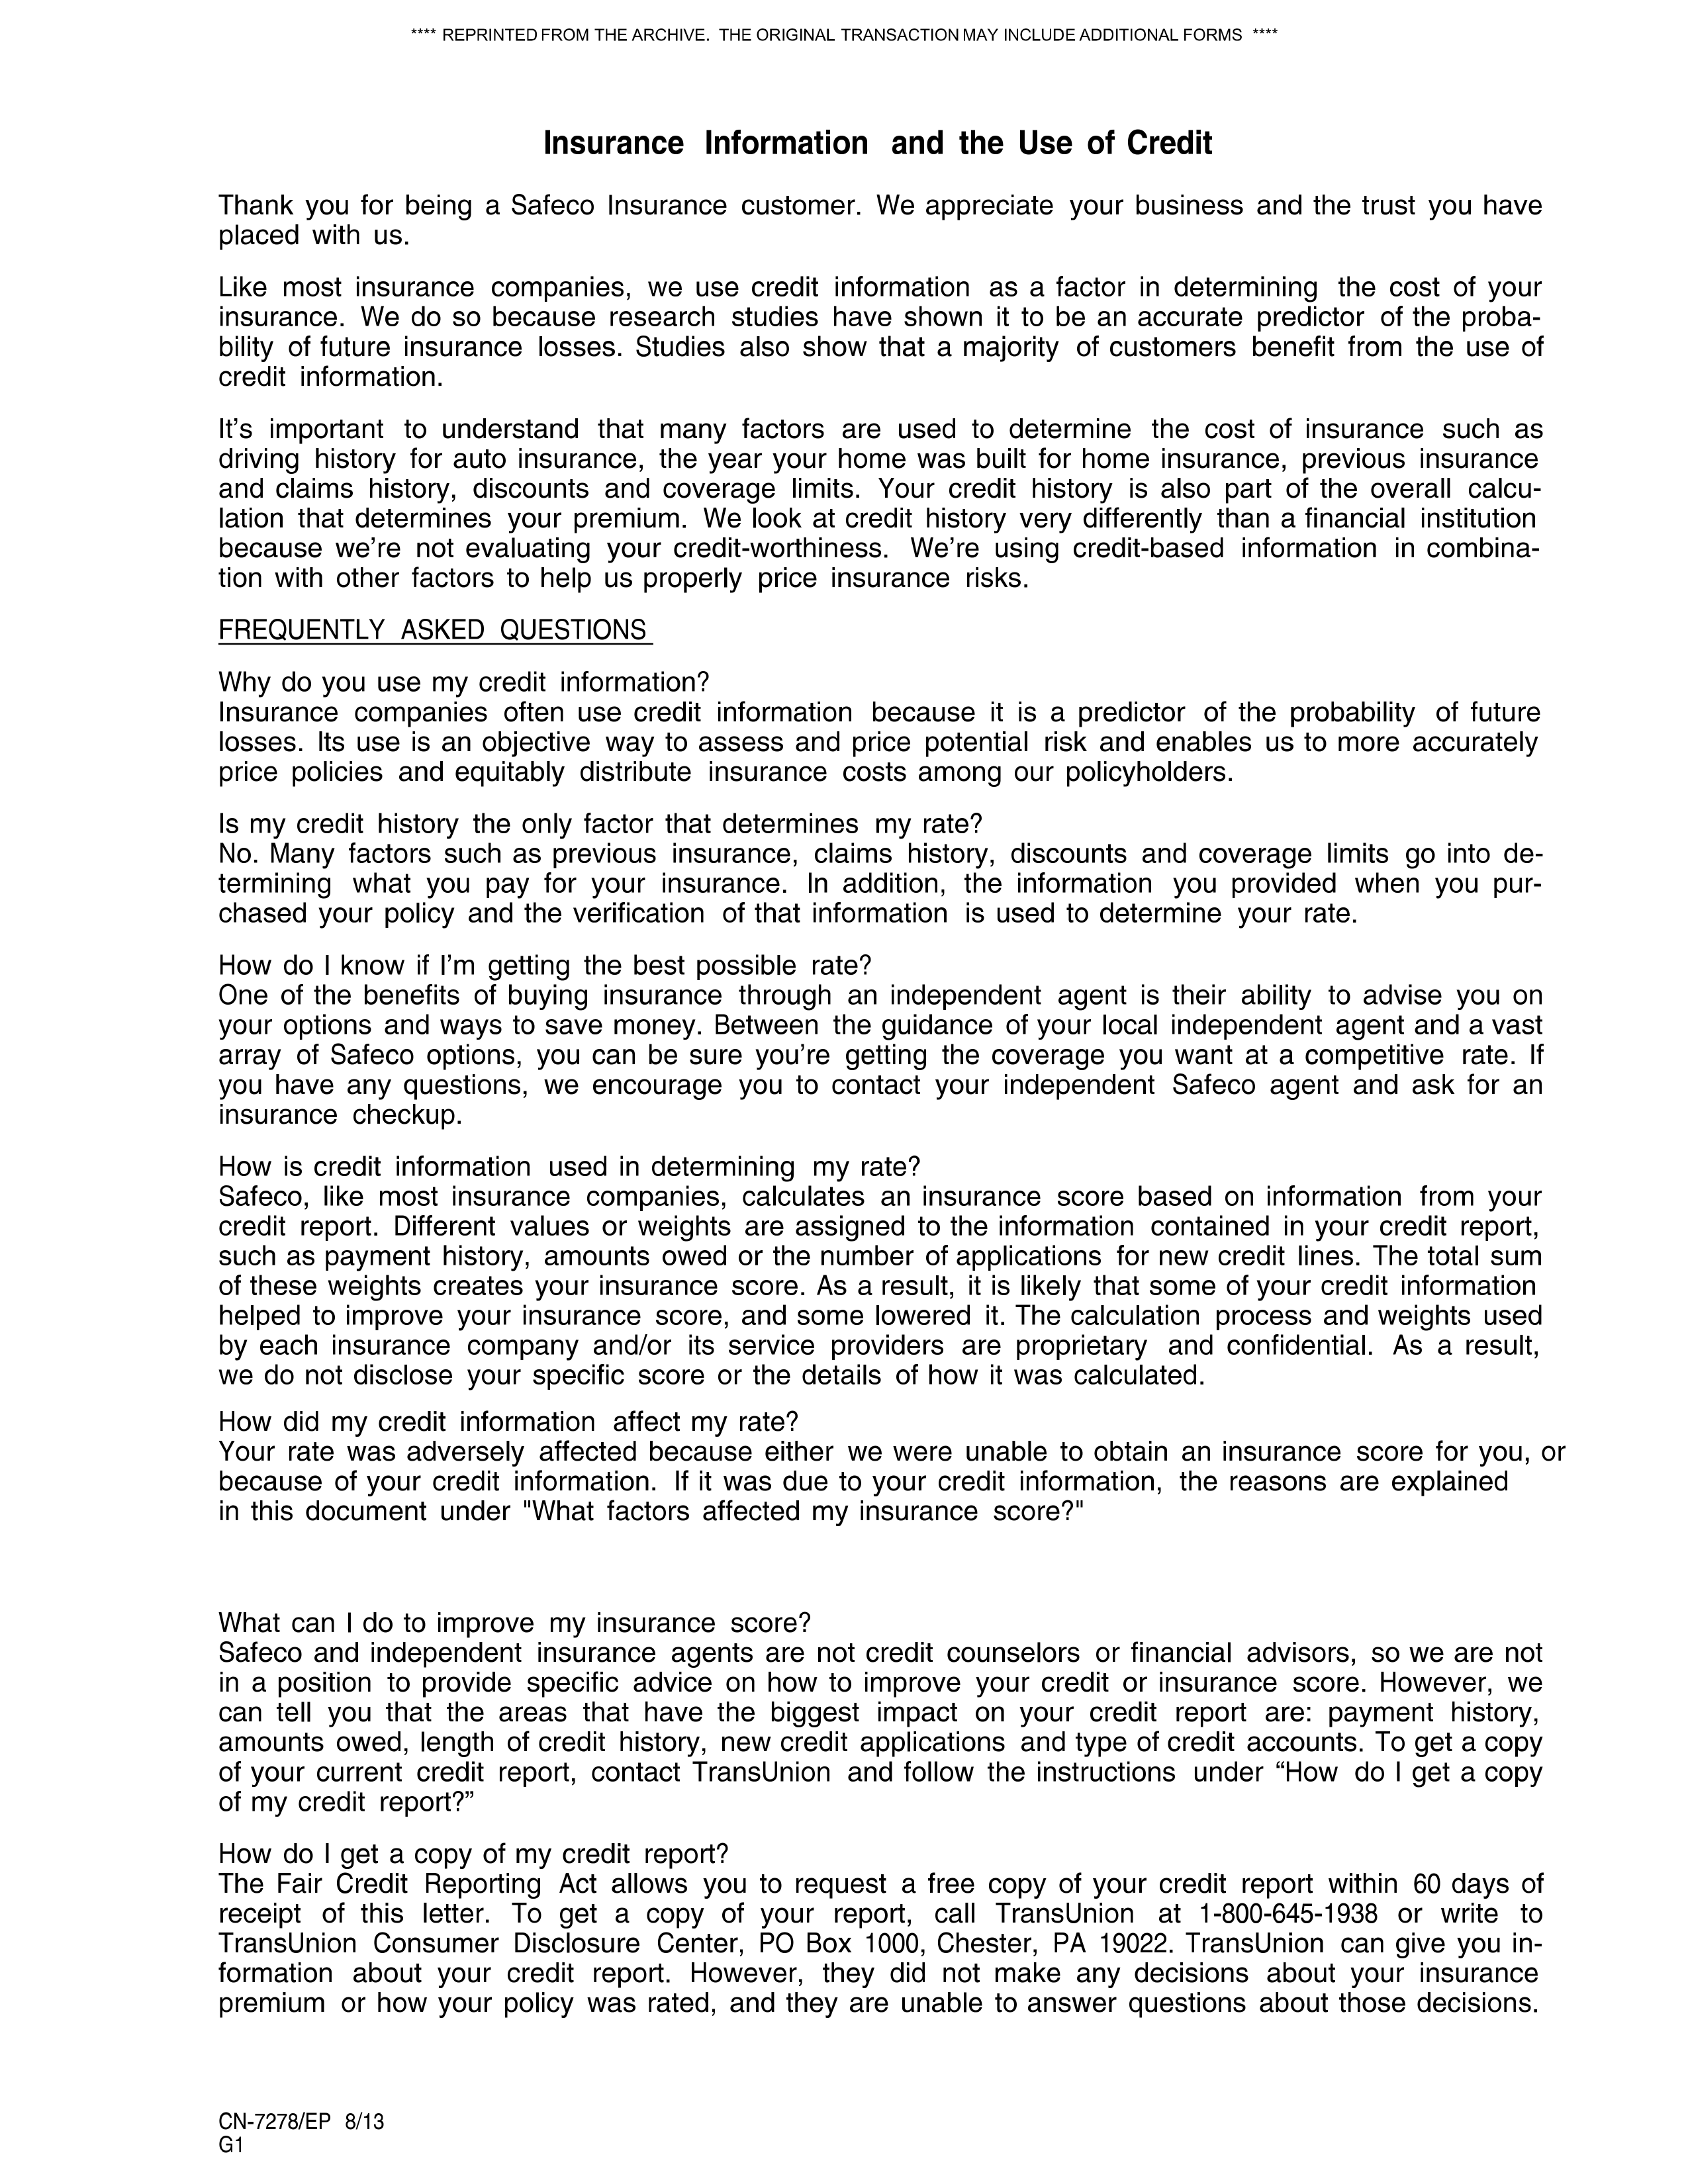 **** REPRINTED FROM THE ARCHIVE. THE ORIGINAL TRANSACTION MAY INCLUDE ADDITIONAL FORMS ****
Insurance Information and the Use of Credit
Thank you for being a Safeco Insurance customer. We appreciate your business and the trust you have
placed with us.
Like most insurance companies, we use credit information as a factor in determining the cost of your
insurance. We do so because research studies have shown it to be an accurate predictor of the proba-
bility of future insurance losses. Studies also show that a majority of customers benefit from the use of
credit information.
It's important to understand that many factors are used to determine the cost of insurance such as
driving history for auto insurance, the year your home was built for home insurance, previous insurance
and claims history, discounts and coverage limits. Your credit history is also part of the overall calcu-
lation that determines your premium. We look at credit history very differently than a financial institution
because we're not evaluating your credit-worthiness. We're using credit-based information in combina-
tion with other factors to help us properly price insurance risks.
FREQUENTLY ASKED QUESTIONS
Why do you use my credit information?
Insurance companies often use credit information because it is a predictor of the probability of future
losses. Its use is an objective way to assess and price potential risk and enables us to more accurately
price policies and equitably distribute insurance costs among our policyholders.
Is my credit history the only factor that determines my rate?
No. Many factors such as previous insurance, claims history, discounts and coverage limits go into de-
termining what you pay for your insurance. In addition, the information you provided when you pur-
chased your policy and the verification of that information is used to determine your rate.
How do I know if I'm getting the best possible rate?
One of the benefits of buying insurance through an independent agent is their ability to advise you on
your options and ways to save money. Between the guidance of your local independent agent and a vast
array of Safeco options, you can be sure you're getting the coverage you want at a competitive rate. If
you have any questions, we encourage you to contact your independent Safeco agent and ask for an
insurance checkup.
How is credit information used in determining my rate?
Safeco, like most insurance companies, calculates an insurance score based on information from your
credit report. Different values or weights are assigned to the information contained in your credit report,
such as payment history, amounts owed or the number of applications for new credit lines. The total sum
of these weights creates your insurance score. As a result, it is likely that some of your credit information
helped to improve your insurance score, and some lowered it. The calculation process and weights used
by each insurance company and/or its service providers are proprietary and confidential. As a result,
we do not disclose your specific score or the details of how it was calculated.
How did my credit information affect my rate?
Your rate was adversely affected because either we were unable to obtain an insurance score for you, or
because of your credit information. If it was due to your credit information, the reasons are explained
in this document under "What factors affected my insurance score?"
What can I do to improve my insurance score?
Safeco and independent insurance agents are not credit counselors or financial advisors, so we are not
in a position to provide specific advice on how to improve your credit or insurance score. However, we
can tell you that the areas that have the biggest impact on your credit report are: payment history,
amounts owed, length of credit history, new credit applications and type of credit accounts. To get a copy
of your current credit report, contact TransUnion and follow the instructions under “How do I get a copy
of my credit report?”
How do I get a copy of my credit report?
The Fair Credit Reporting Act allows you to request a free copy of your credit report within 60 days of
receipt of this letter. To get a copy of your report, call TransUnion at 1-800-645-1938 or write to
TransUnion Consumer Disclosure Center, PO Box 1000, Chester, PA 19022. TransUnion can give you in-
formation about your credit report. However, they did not make any decisions about your insurance
premium or how your policy was rated, and they are unable to answer questions about those decisions.
CN-7278/EP 8/13
G1